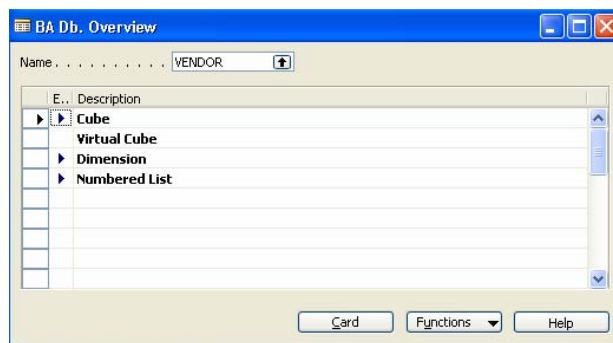 BA Db. Overview
Name . . . . . . . . . . VENDOR
E.. Description
Cube
Virtual Cube
Dimension
Numbered List
Card Functions Help